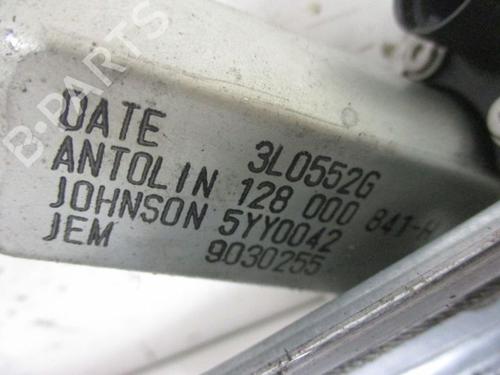 B-PARTS
DATE 3L0552G
ANTOLIN 128 000 841-H
JOHNSON 5YY0042
JEM 9030255